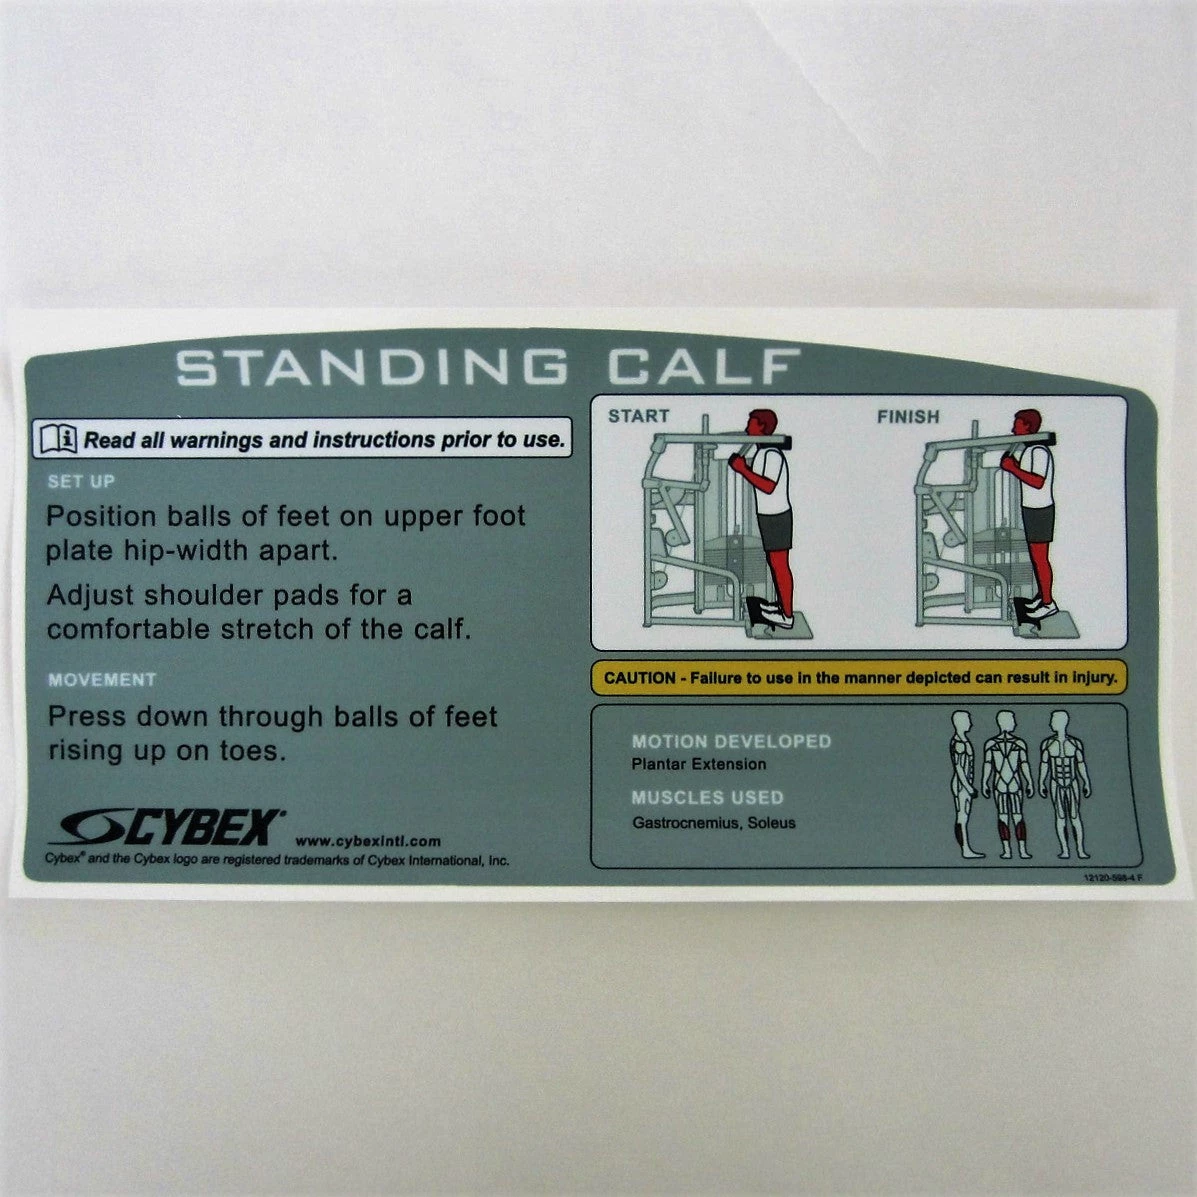 STANDING CALF
Read all warnings and instructions prior to use.
SET UP
Position balls of feet on upper foot
plate hip-width apart.
Adjust shoulder pads for a
comfortable stretch of the calf.
MOVEMENT
Press down through balls of feet
rising up on toes.
CYBEX® www.cybexintl.com
Cybex® and the Cybex logo are registered trademarks of Cybex International, Inc.
START
FINISH
CAUTION - Failure to use in the manner depicted can result in injury.
MOTION DEVELOPED
Plantar Extension
MUSCLES USED
Gastrocnemius, Soleus
12120-598-4 F